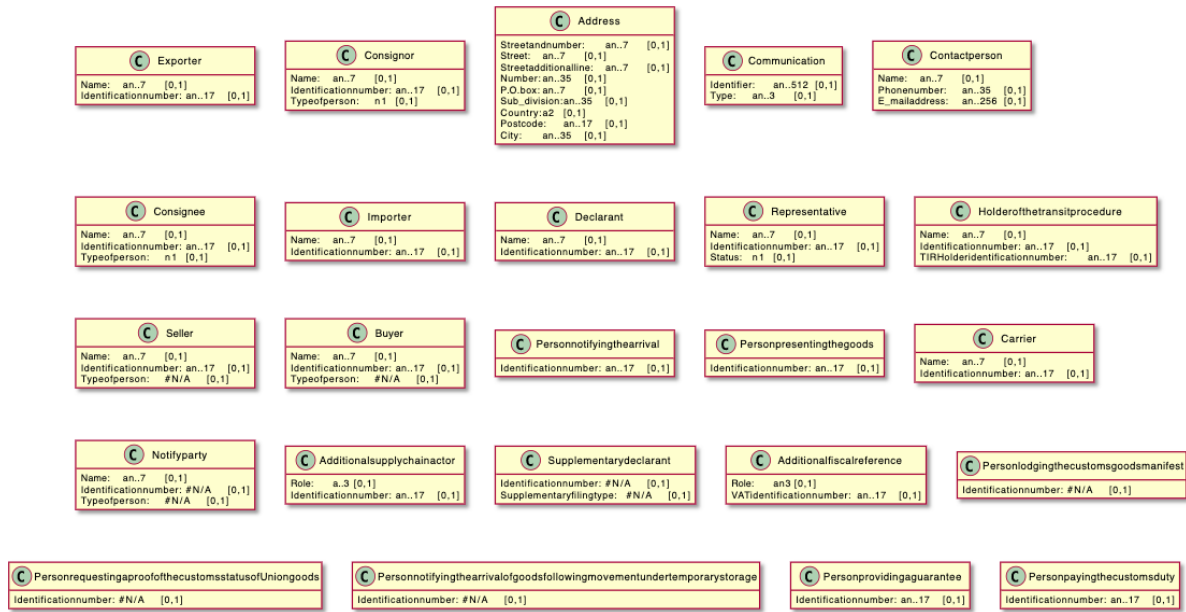 C Exporter
Name: an..7 [0,1]
Identificationnumber: an..17 [0,1]
C Consignor
Name: an..7 [0,1]
Identificationnumber: an..17 [0,1]
Typeofperson: n1 [0,1]
C Address
Streetandnumber: an..7 [0,1]
Street: an..7 [0,1]
Streetadditionalline: an..7 [0,1]
Number:an..35 [0,1]
P.O.box: an..7 [0,1]
Sub_division:an..35 [0,1]
Country:a2 [0,1]
Postcode: an..17 [0,1]
City: an..35 [0,1]
C Communication
Identifier: an..512 [0,1]
Type: an..3 [0,1]
C Contactperson
Name: an..7 [0,1]
Phonenumber: an..35 [0,1]
E_mailaddress: an..256 [0,1]
C Consignee
Name: an..7 [0,1]
Identificationnumber: an..17 [0,1]
Typeofperson: n1 [0,1]
C Importer
Name: an..7 [0,1]
Identificationnumber: an..17 [0,1]
C Declarant
Name: an..7 [0,1]
Identificationnumber: an..17 [0,1]
C Representative
Name: an..7 [0,1]
Identificationnumber: an..17 [0,1]
Status: n1 [0,1]
C Holderofthetransitprocedure
Name: an..7 [0,1]
Identificationnumber: an..17 [0,1]
TIRHolderidentificationnumber: an..17 [0,1]
C Seller
Name: an..7 [0,1]
Identificationnumber: an..17 [0,1]
Typeofperson: #N/A [0,1]
C Buyer
Name: an..7 [0,1]
Identificationnumber: an..17 [0,1]
Typeofperson: #N/A [0,1]
C Personnotifyingthearrival
Identificationnumber: an..17 [0,1]
C Personpresentingthegoods
Identificationnumber: an..17 [0,1]
C Carrier
Name: an..7 [0,1]
Identificationnumber: an..17 [0,1]
C Notifyparty
Name: an..7 [0,1]
Identificationnumber: #N/A [0,1]
Typeofperson: #N/A [0,1]
C Additionalsupplychainactor
Role: a..3 [0,1]
Identificationnumber: an..17 [0,1]
C Supplementarydeclarant
Identificationnumber: #N/A [0,1]
Supplementaryfilingtype: #N/A [0,1]
C Additionalfiscalreference
Role: an3 [0,1]
VATidentificationnumber: an..17 [0,1]
C Personlodgingthecustomsgoodsmanifest
Identificationnumber: #N/A [0,1]
C PersonrequestingaproofofthecustomsstatusofUniongoods
Identificationnumber: #N/A [0,1]
C Personnotifyingthearrivalofgoodsfollowingmovementundertemporarystorage
Identificationnumber: #N/A [0,1]
C Personprovidingaguarantee
Identificationnumber: an..17 [0,1]
C Personpayingthecustomsduty
Identificationnumber: an..17 [0,1]